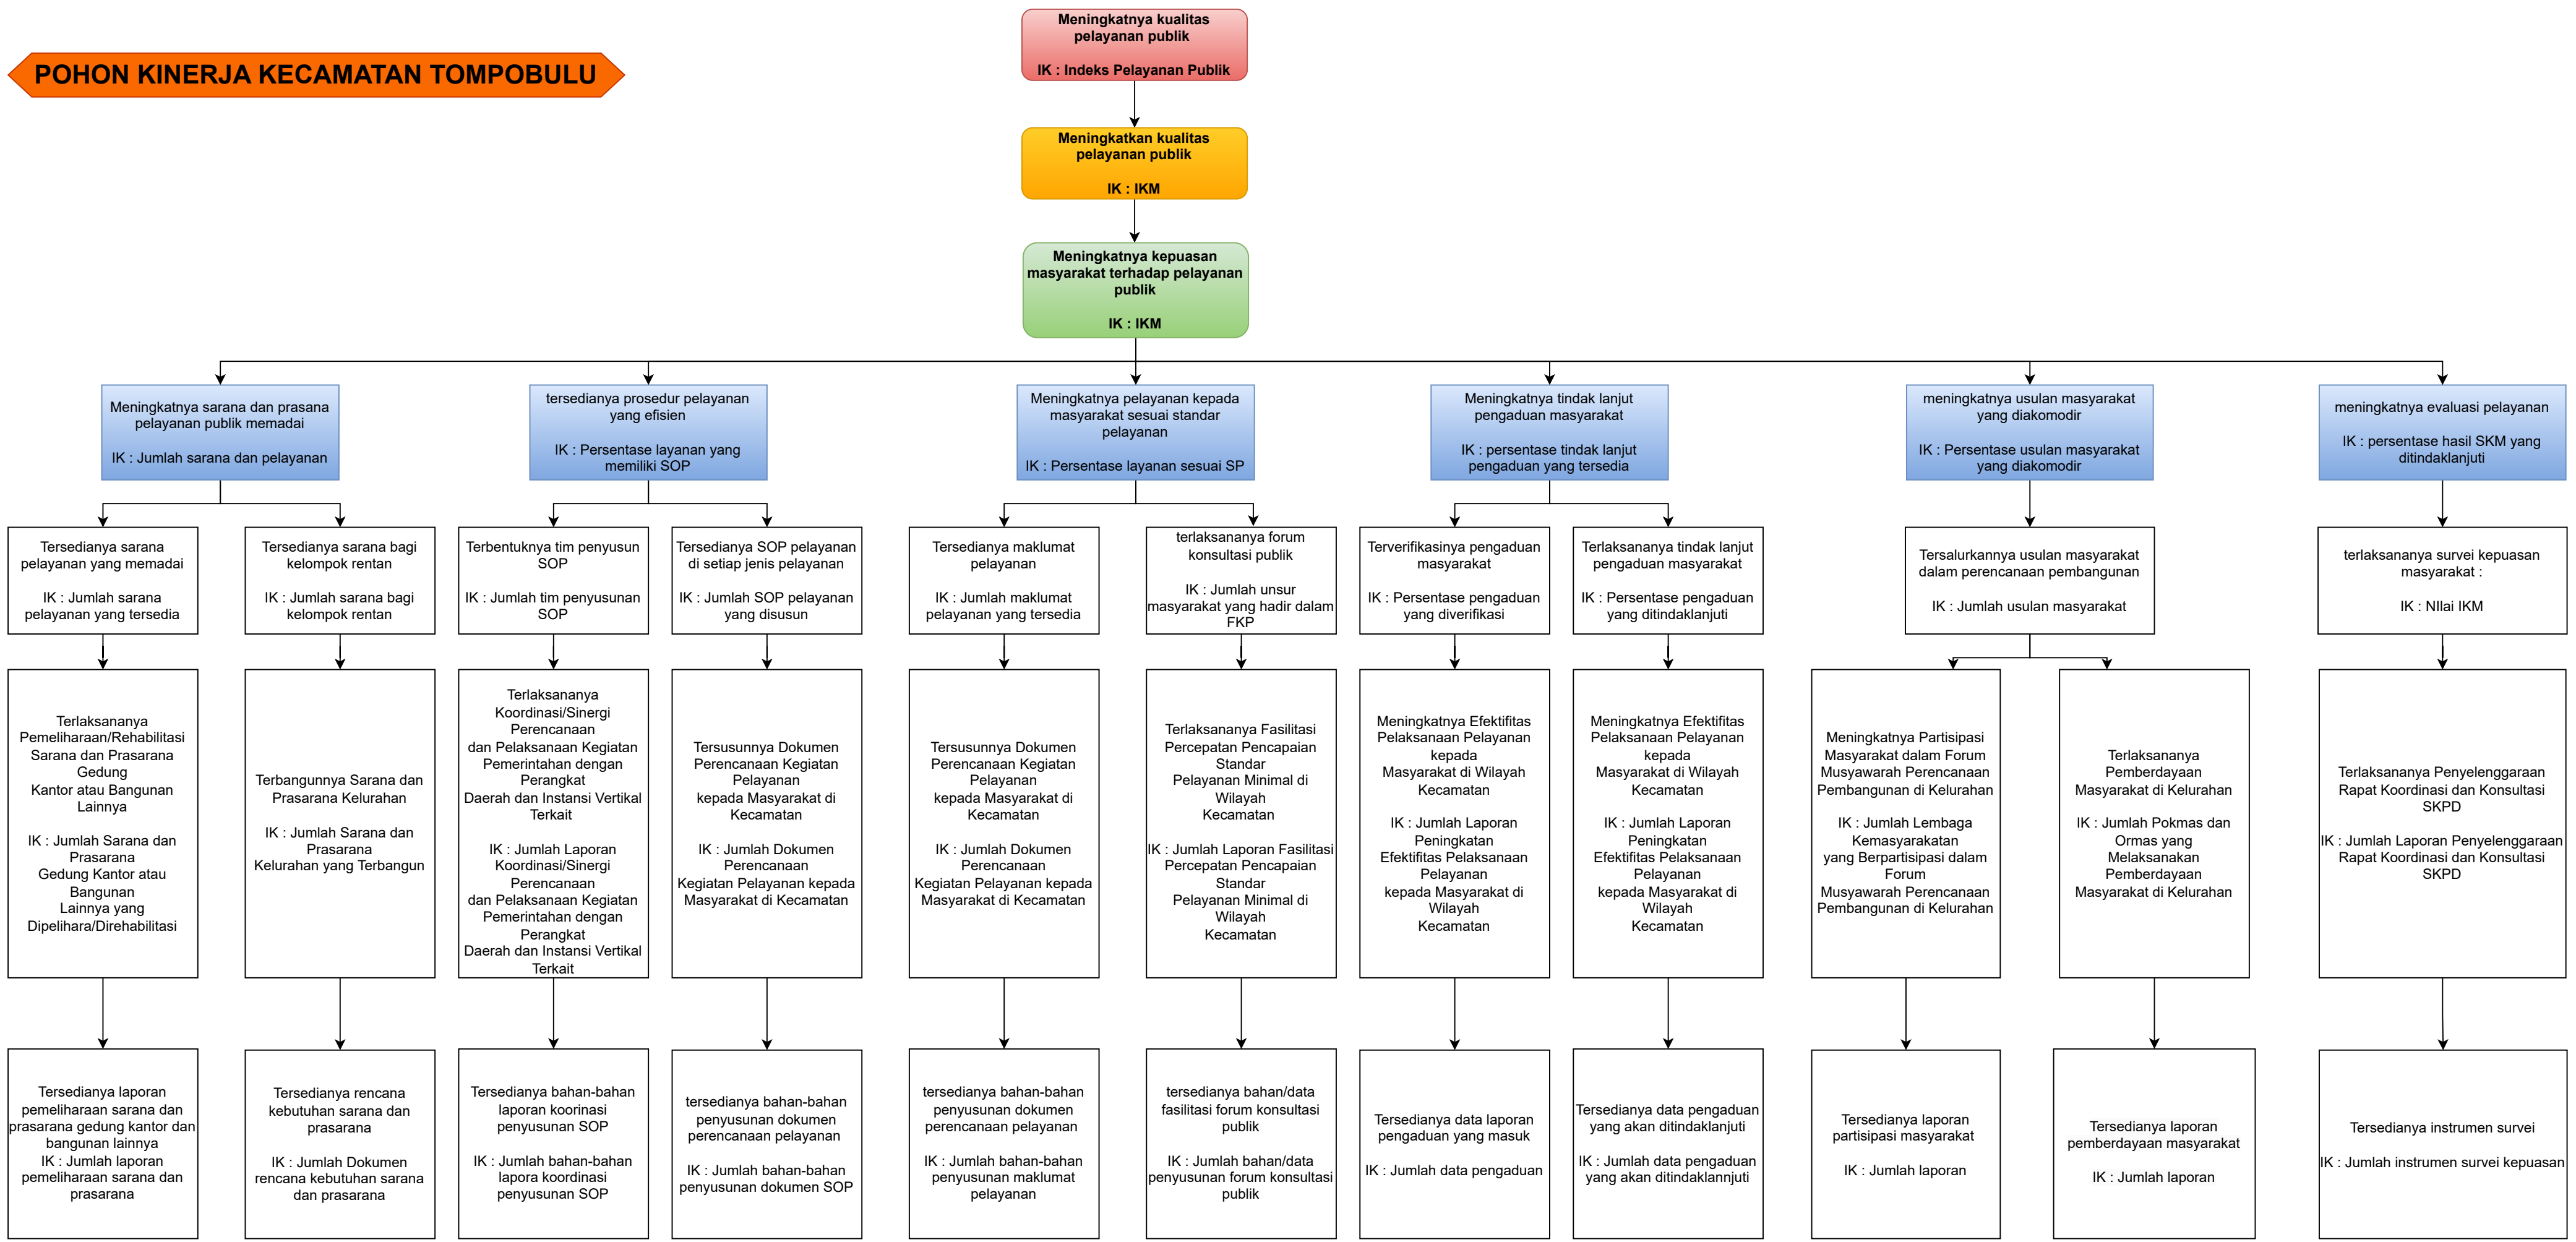 POHON KINERJA KECAMATAN TOMPOBULU
Meningkatnya kualitas
pelayanan publik
IK : Indeks Pelayanan Publik
Meningkatkan kualitas
pelayanan publik
IK : IKM
Meningkatnya kepuasan
masyarakat terhadap pelayanan
publik
IK : IKM
Meningkatnya sarana dan prasana
pelayanan publik memadai
IK : Jumlah sarana dan pelayanan
tersedianya prosedur pelayanan
yang efisien
IK : Persentase layanan yang
memiliki SOP
Meningkatnya pelayanan kepada
masyarakat sesuai standar
pelayanan
IK : Persentase layanan sesuai SP
Meningkatnya tindak lanjut
pengaduan masyarakat
IK : persentase tindak lanjut
pengaduan yang tersedia
meningkatnya usulan masyarakat
yang diakomodir
IK : Persentase usulan masyarakat
yang diakomodir
meningkatnya evaluasi pelayanan
IK : persentase hasil SKM yang
ditindaklanjuti
Tersedianya sarana
pelayanan yang memadai
IK : Jumlah sarana
pelayanan yang tersedia
Tersedianya sarana bagi
kelompok rentan
IK : Jumlah sarana bagi
kelompok rentan
Terbentuknya tim penyusun
SOP
IK : Jumlah tim penyusunan
SOP
Tersedianya SOP pelayanan
di setiap jenis pelayanan
IK : Jumlah SOP pelayanan
yang disusun
Tersedianya maklumat
pelayanan
IK : Jumlah maklumat
pelayanan yang tersedia
terlaksananya forum
konsultasi publik
IK : Jumlah unsur
masyarakat yang hadir dalam
FKP
Terverifikasinya pengaduan
masyarakat
IK : Persentase pengaduan
yang diverifikasi
Terlaksananya tindak lanjut
pengaduan masyarakat
IK : Persentase pengaduan
yang ditindaklanjuti
Tersalurkannya usulan masyarakat
dalam perencanaan pembangunan
IK : Jumlah usulan masyarakat
terlaksananya survei kepuasan
masyarakat :
IK : NIlai IKM
Terlaksananya
Pemeliharaan/Rehabilitasi
Sarana dan Prasarana
Gedung
Kantor atau Bangunan
Lainnya
IK : Jumlah Sarana dan
Prasarana
Gedung Kantor atau
Bangunan
Lainnya yang
Dipelihara/Direhabilitasi
Terbangunnya Sarana dan
Prasarana Kelurahan
IK : Jumlah Sarana dan
Prasarana
Kelurahan yang Terbangun
Terlaksananya
Koordinasi/Sinergi
Perencanaan
dan Pelaksanaan Kegiatan
Pemerintahan dengan
Perangkat
Daerah dan Instansi Vertikal
Terkait
IK : Jumlah Laporan
Koordinasi/Sinergi
Perencanaan
dan Pelaksanaan Kegiatan
Pemerintahan dengan
Perangkat
Daerah dan Instansi Vertikal
Terkait
Tersusunnya Dokumen
Perencanaan Kegiatan
Pelayanan
kepada Masyarakat di
Kecamatan
IK : Jumlah Dokumen
Perencanaan
Kegiatan Pelayanan kepada
Masyarakat di Kecamatan
Tersusunnya Dokumen
Perencanaan Kegiatan
Pelayanan
kepada Masyarakat di
Kecamatan
IK : Jumlah Dokumen
Perencanaan
Kegiatan Pelayanan kepada
Masyarakat di Kecamatan
Terlaksananya Fasilitasi
Percepatan Pencapaian
Standar
Pelayanan Minimal di
Wilayah
Kecamatan
IK : Jumlah Laporan Fasilitasi
Percepatan Pencapaian
Standar
Pelayanan Minimal di
Wilayah
Kecamatan
Meningkatnya Efektifitas
Pelaksanaan Pelayanan
kepada
Masyarakat di Wilayah
Kecamatan
IK : Jumlah Laporan
Peningkatan
Efektifitas Pelaksanaan
Pelayanan
kepada Masyarakat di
Wilayah
Kecamatan
Meningkatnya Efektifitas
Pelaksanaan Pelayanan
kepada
Masyarakat di Wilayah
Kecamatan
IK : Jumlah Laporan
Peningkatan
Efektifitas Pelaksanaan
Pelayanan
kepada Masyarakat di
Wilayah
Kecamatan
Meningkatnya Partisipasi
Masyarakat dalam Forum
Musyawarah Perencanaan
Pembangunan di Kelurahan
IK : Jumlah Lembaga
Kemasyarakatan
yang Berpartisipasi dalam
Forum
Musyawarah Perencanaan
Pembangunan di Kelurahan
Terlaksananya
Pemberdayaan
Masyarakat di Kelurahan
IK : Jumlah Pokmas dan
Ormas yang
Melaksanakan
Pemberdayaan
Masyarakat di Kelurahan
Terlaksananya Penyelenggaraan
Rapat Koordinasi dan Konsultasi
SKPD
IK : Jumlah Laporan Penyelenggaraan
Rapat Koordinasi dan Konsultasi
SKPD
Tersedianya laporan
pemeliharaan sarana dan
prasarana gedung kantor dan
bangunan lainnya
IK : Jumlah laporan
pemeliharaan sarana dan
prasarana
Tersedianya rencana
kebutuhan sarana dan
prasarana
IK : Jumlah Dokumen
rencana kebutuhan sarana
dan prasarana
Tersedianya bahan-bahan
laporan koorinasi
penyusunan SOP
IK : Jumlah bahan-bahan
lapora koordinasi
penyusunan SOP
tersedianya bahan-bahan
penyusunan dokumen
perencanaan pelayanan
IK : Jumlah bahan-bahan
penyusunan dokumen SOP
tersedianya bahan-bahan
penyusunan dokumen
perencanaan pelayanan
IK : Jumlah bahan-bahan
penyusunan maklumat
pelayanan
tersedianya bahan/data
fasilitasi forum konsultasi
publik
IK : Jumlah bahan/data
penyusunan forum konsultasi
publik
Tersedianya data laporan
pengaduan yang masuk
IK : Jumlah data pengaduan
Tersedianya data pengaduan
yang akan ditindaklanjuti
IK : Jumlah data pengaduan
yang akan ditindaklannjuti
Tersedianya laporan
partisipasi masyarakat
IK : Jumlah laporan
Tersedianya laporan
pemberdayaan masyarakat
IK : Jumlah laporan
Tersedianya instrumen survei
IK : Jumlah instrumen survei kepuasan